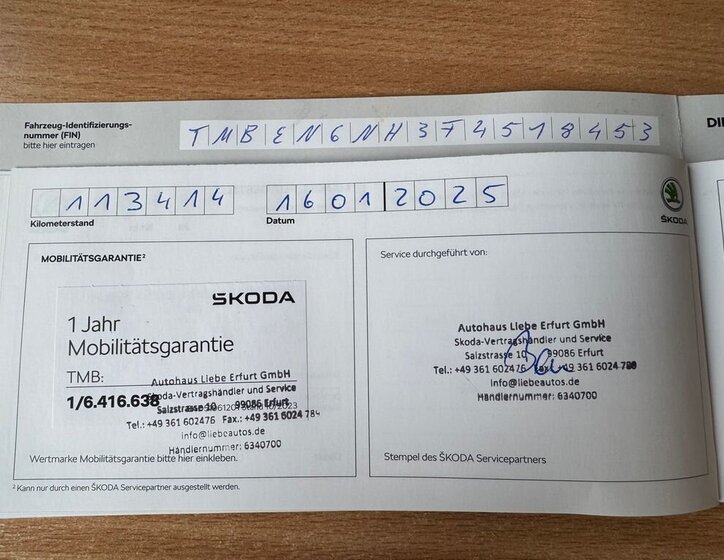 Fahrzeug-Identifizierungs-
nummer (FIN)
bitte hier eintragen
TMBEN6NH3F4518453
113414
Kilometerstand
16012025
Datum
ŠKODA
MOBILITÄTSGARANTIE²
ŠKODA
1 Jahr
Mobilitätsgarantie
TMB:
1/6.416.638
Autohaus Liebe Erfurt GmbH
Skoda-Vertragshändler und Service
Salzstrasse 10 99086 Erfurt
Tel.: +49 361 602476 Fax.: +49 361 6024 784
info@liebeautos.de
Händlernummer: 6340700
Wertmarke Mobilitätsgarantie bitte hier einkleben.
Service durchgeführt von:
Autohaus Liebe Erfurt GmbH
Skoda-Vertragshändler und Service
Salzstrasse 10 99086 Erfurt
Tel.: +49 361 602476 +49 361 6024
info@liebeautos.de
Händlernummer: 6340700
Stempel des ŠKODA Servicepartners
² Kann nur durch einen ŠKODA Servicepartner ausgestellt werden.